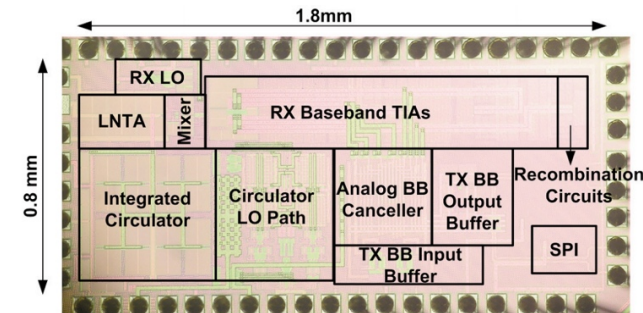 1.8mm
0.8 mm
RX LO
LNTA
Mixer
RX Baseband TIAs
Integrated
Circulator
Circulator
LO Path
Analog BB
Canceller
TX BB
Output
Buffer
Recombination
Circuits
TX BB Input
Buffer
SPI